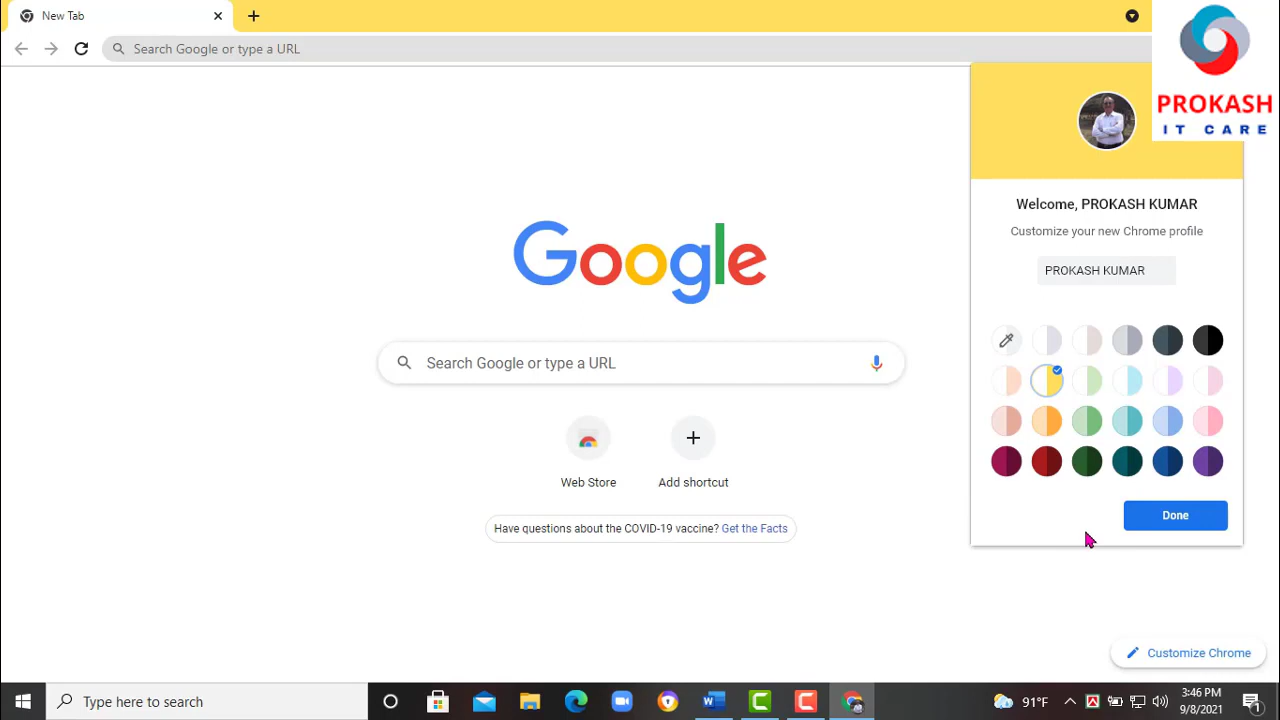 New Tab
Search Google or type a URL
PROKASH
IT CARE
Welcome, PROKASH KUMAR
Customize your new Chrome profile
PROKASH KUMAR
Google
Search Google or type a URL
Web Store
Add shortcut
Have questions about the COVID-19 vaccine? Get the Facts
Done
Customize Chrome
Type here to search
91°F
3:46 PM
9/8/2021
1